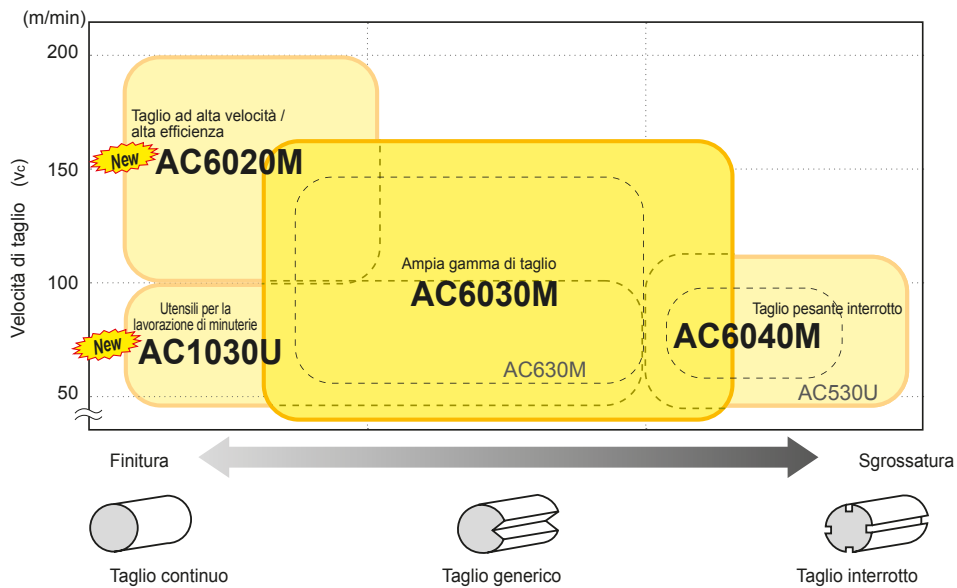 (m/min)
200
150
100
50
Velocità di taglio (vc)
Taglio ad alta velocità /
alta efficienza
New
AC6020M
Ampia gamma di taglio
AC6030M
Utensili per la
lavorazione di minuterie
New
AC1030U
AC630M
Taglio pesante interrotto
AC6040M
AC530U
Finitura
Sgrossatura
Taglio continuo
Taglio generico
Taglio interrotto